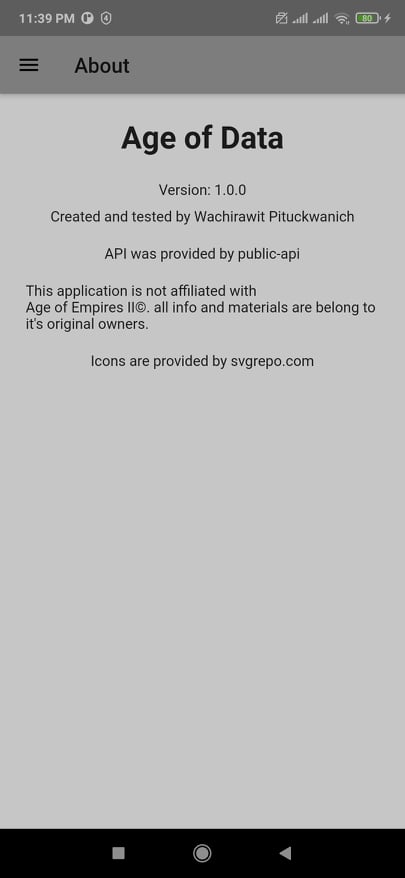 11:39 PM 4 80
About
Age of Data
Version: 1.0.0
Created and tested by Wachirawit Pituckwanich
API was provided by public-api
This application is not affiliated with
Age of Empires II©. all info and materials are belong to
it's original owners.
Icons are provided by svgrepo.com